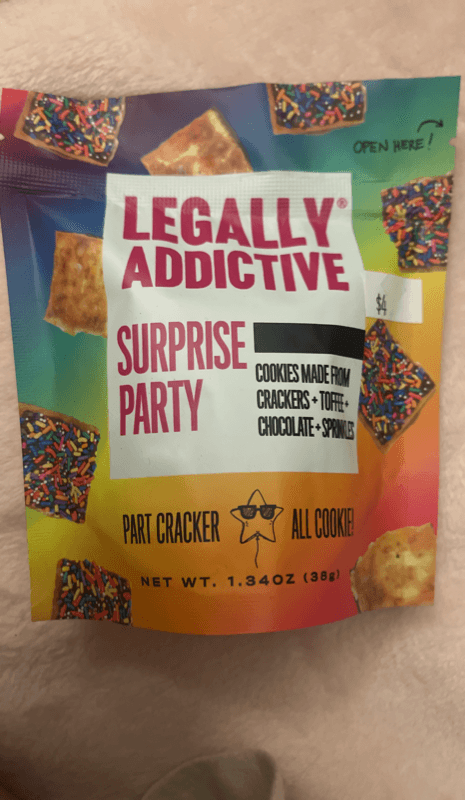 OPEN HERE!
LEGALLY®
ADDICTIVE
$4
SURPRISE
PARTY
COOKIES MADE FROM
CRACKERS + TOFFEE +
CHOCOLATE + SPRINKLES
PART CRACKER
ALL COOKIE!
NET WT. 1.34OZ (38g)